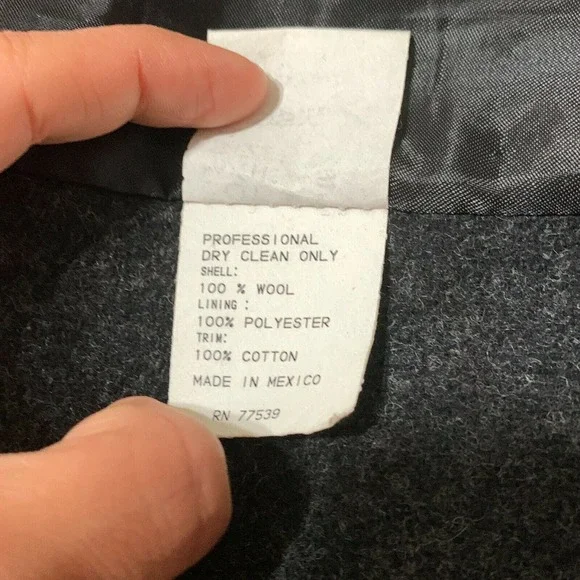 PROFESSIONAL
DRY CLEAN ONLY
SHELL:
100 % WOOL
LINING :
100% POLYESTER
TRIM:
100% COTTON
MADE IN MEXICO
RN 77539